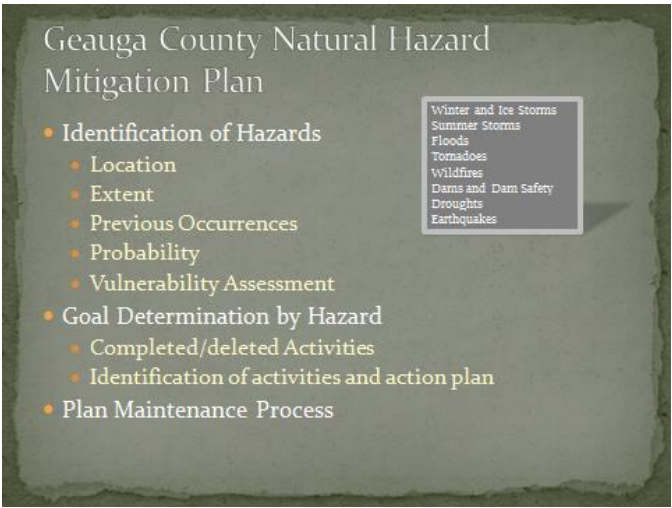 Geauga County Natural Hazard
Mitigation Plan
Identification of Hazards
Location
Extent
Previous Occurrences
Probability
Vulnerability Assessment
Goal Determination by Hazard
Completed/deleted Activities
Identification of activities and action plan
Plan Maintenance Process
Winter and Ice Storms
Summer Storms
Floods
Tornadoes
Wildfires
Dams and Dam Safety
Droughts
Earthquakes